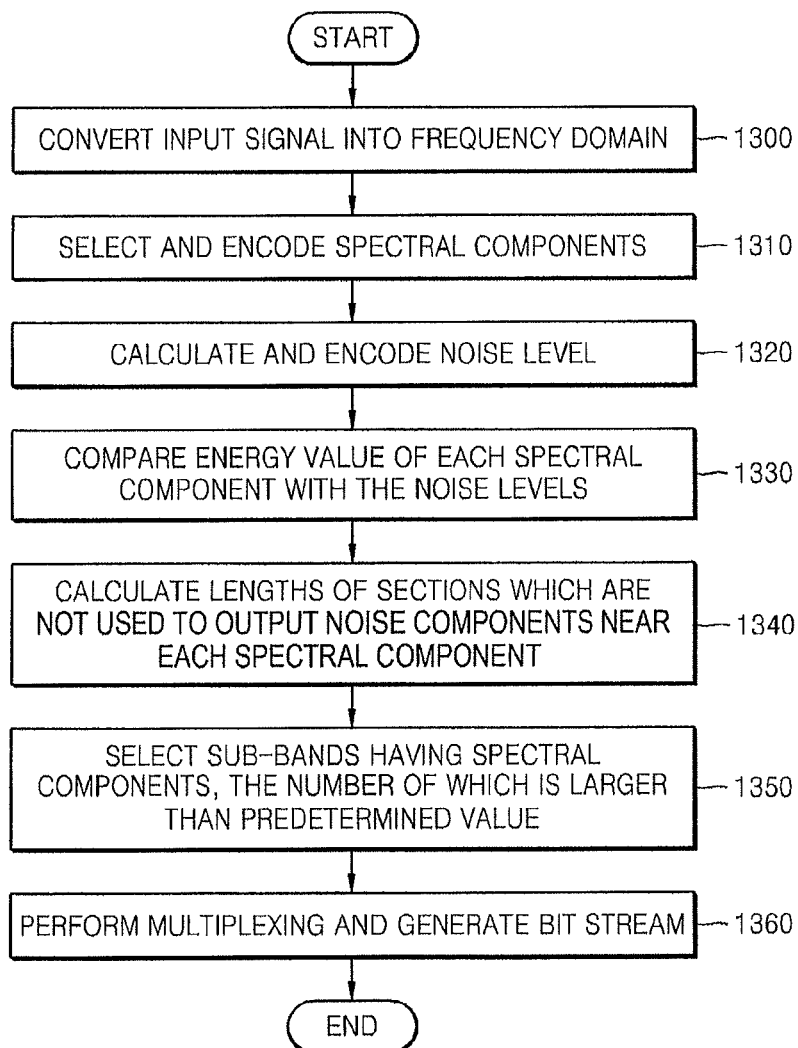 START
CONVERT INPUT SIGNAL INTO FREQUENCY DOMAIN
1300
SELECT AND ENCODE SPECTRAL COMPONENTS
1310
CALCULATE AND ENCODE NOISE LEVEL
1320
COMPARE ENERGY VALUE OF EACH SPECTRAL
COMPONENT WITH THE NOISE LEVELS
1330
CALCULATE LENGTHS OF SECTIONS WHICH ARE
NOT USED TO OUTPUT NOISE COMPONENTS NEAR
EACH SPECTRAL COMPONENT
1340
SELECT SUB-BANDS HAVING SPECTRAL
COMPONENTS, THE NUMBER OF WHICH IS LARGER
THAN PREDETERMINED VALUE
1350
PERFORM MULTIPLEXING AND GENERATE BIT STREAM
1360
END